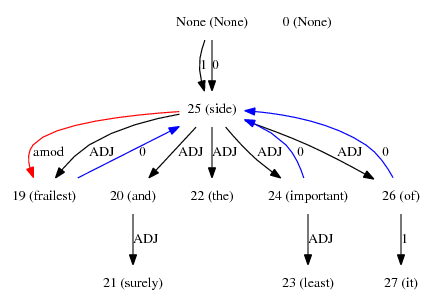 None (None) 0 (None)
1 0
25 (side)
amod ADJ 0 ADJ ADJ ADJ 0 ADJ 0
19 (frailest) 20 (and) 22 (the) 24 (important) 26 (of)
ADJ ADJ 1
21 (surely) 23 (least) 27 (it)